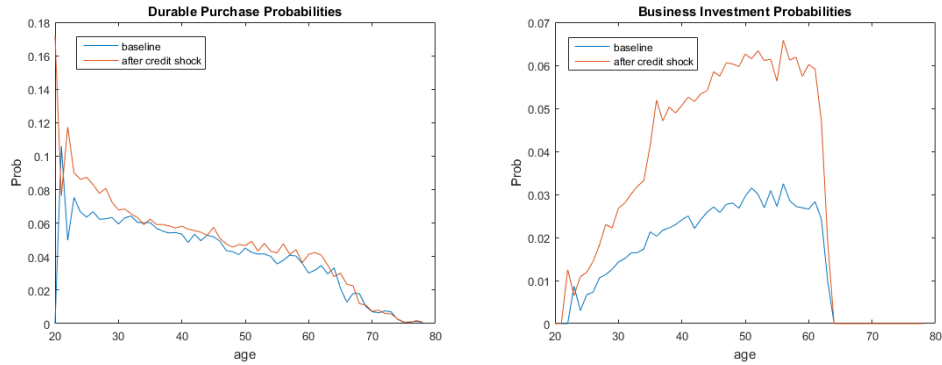 Durable Purchase Probabilities
0.18
0.16
0.14
0.12
0.1
0.08
0.06
0.04
0.02
0
Prob
baseline
after credit shock
20 30 40 50 60 70 80
age
Business Investment Probabilities
0.07
0.06
0.05
0.04
0.03
0.02
0.01
0
Prob
baseline
after credit shock
20 30 40 50 60 70 80
age